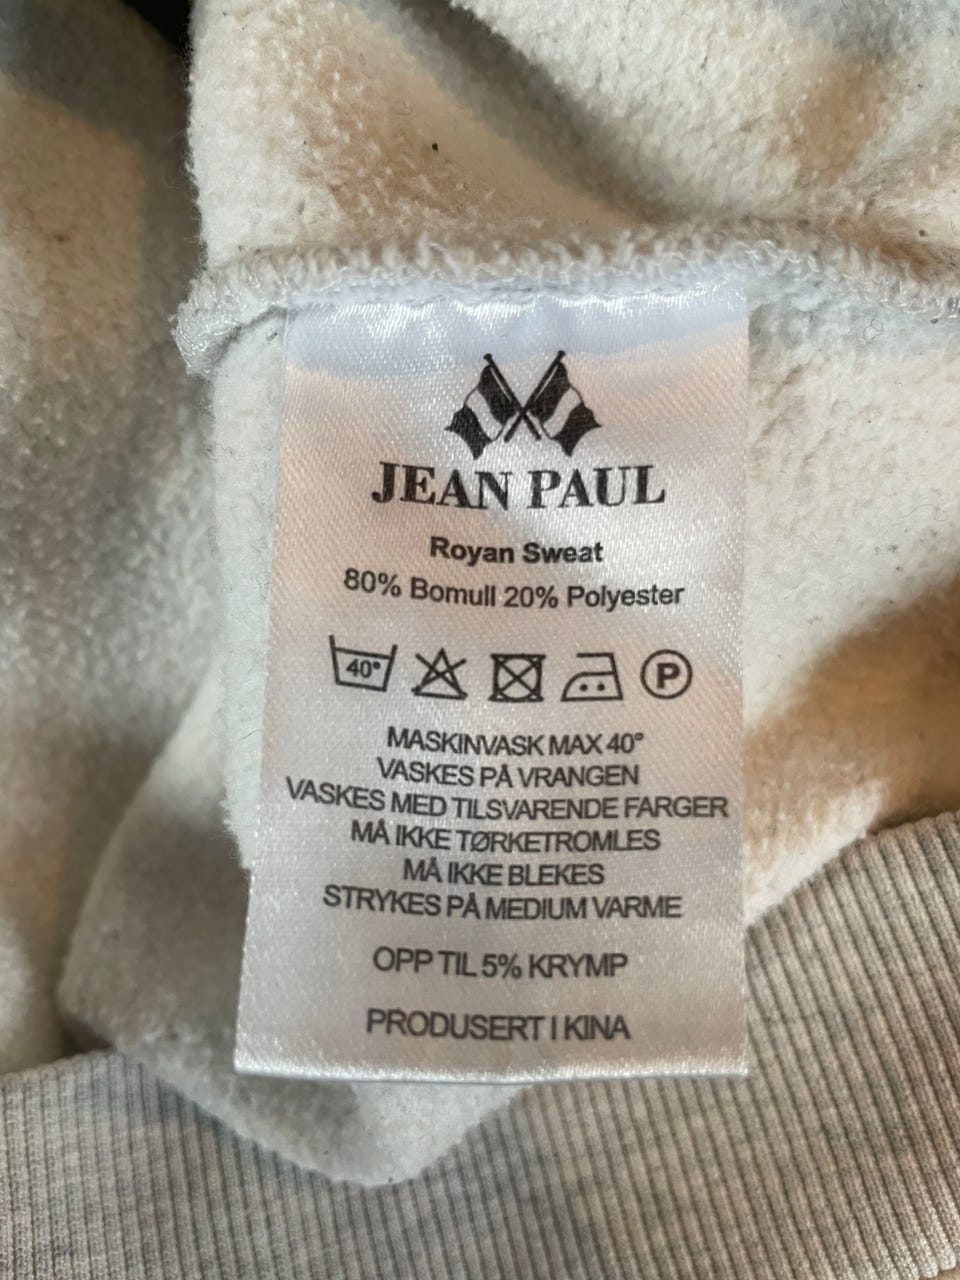 JEAN PAUL
Royan Sweat
80% Bomull 20% Polyester
40° P
MASKINVASK MAX 40°
VASKES PÅ VRANGEN
VASKES MED TILSVARENDE FARGER
MÅ IKKE TØRKETROMLES
MÅ IKKE BLEKES
STRYKES PÅ MEDIUM VARME
OPP TIL 5% KRYMP
PRODUSERT I KINA